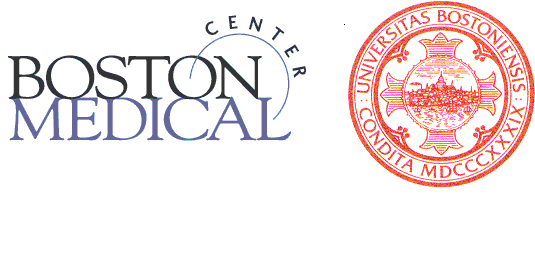 BOSTON
MEDICAL
CENTER
UNIVERSITAS BOSTONIENSIS
CONDITA MDCCCXXXIX